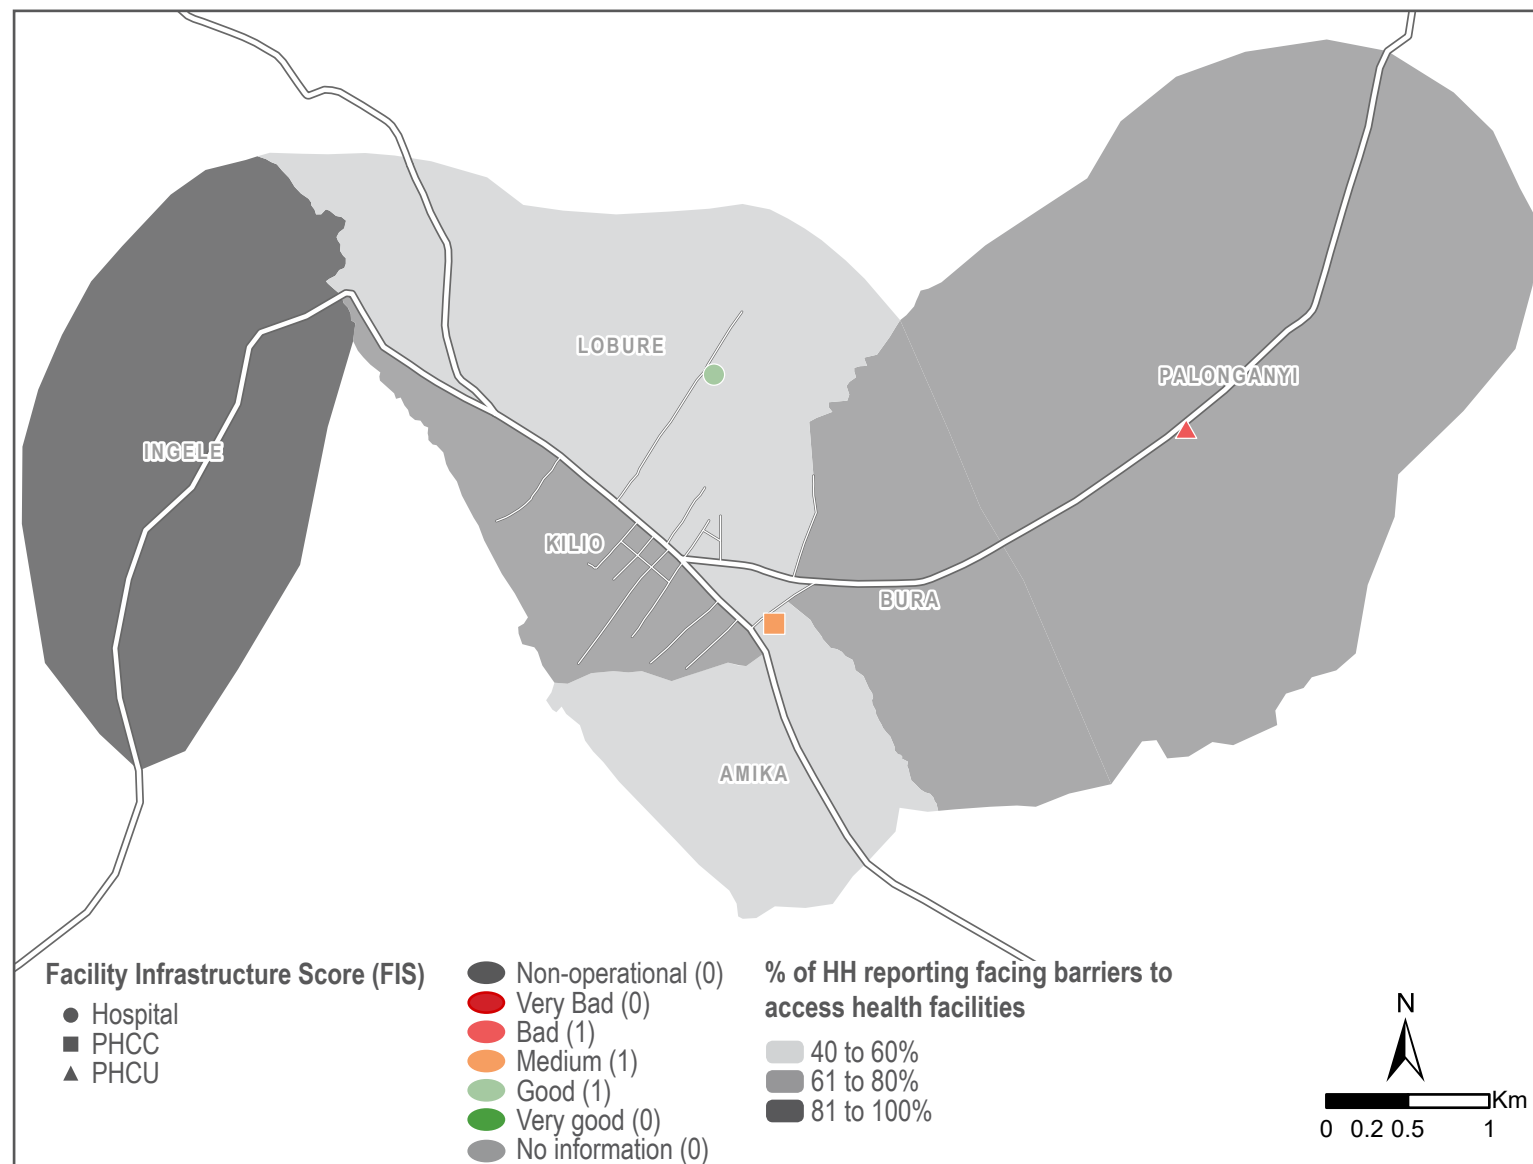 LOBURE
PALONGANYI
INGELE
KILIO
BURA
AMIKA
Facility Infrastructure Score (FIS)
Hospital
PHCC
PHCU
Non-operational (0)
Very Bad (0)
Bad (1)
Medium (1)
Good (1)
Very good (0)
No information (0)
% of HH reporting facing barriers to
access health facilities
40 to 60%
61 to 80%
81 to 100%
N
Km
0 0.2 0.5 1